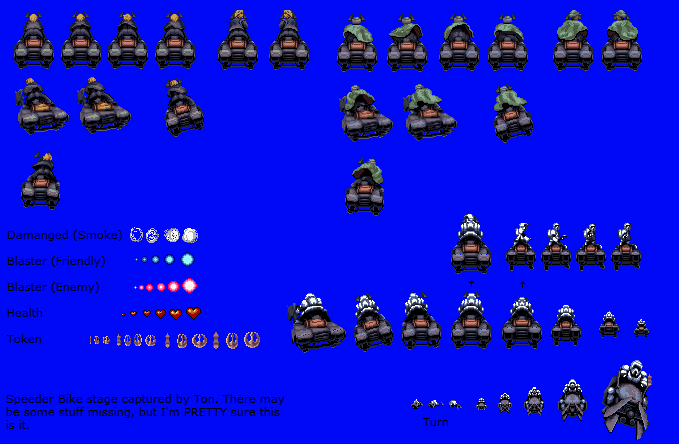 Damanged (Smoke)
Blaster (Friendly)
Blaster (Enemy)
Health
Token
Speeder Bike stage captured by Ton. There may
be some stuff missing, but I'm PRETTY sure this
is it.
Turn